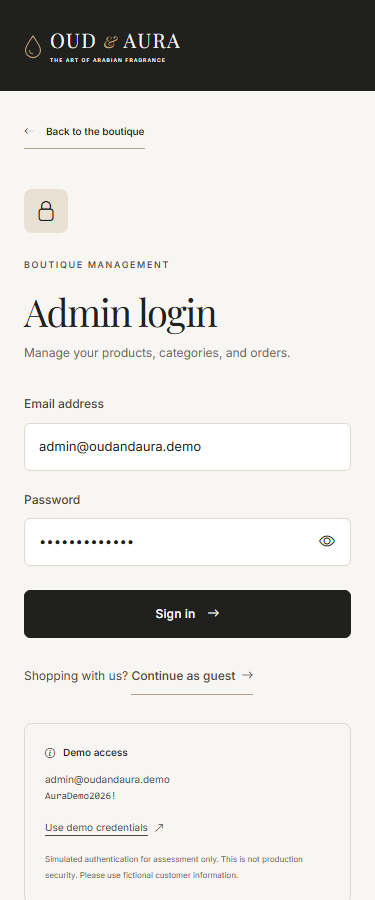 OUD & AURA
THE ART OF ARABIAN FRAGRANCE
← Back to the boutique
BOUTIQUE MANAGEMENT
Admin login
Manage your products, categories, and orders.
Email address
admin@oudandaura.demo
Password
•••••••••••••
Sign in →
Shopping with us? Continue as guest →
Demo access
admin@oudandaura.demo
AuraDemo2026!
Use demo credentials ↗
Simulated authentication for assessment only. This is not production
security. Please use fictional customer information.